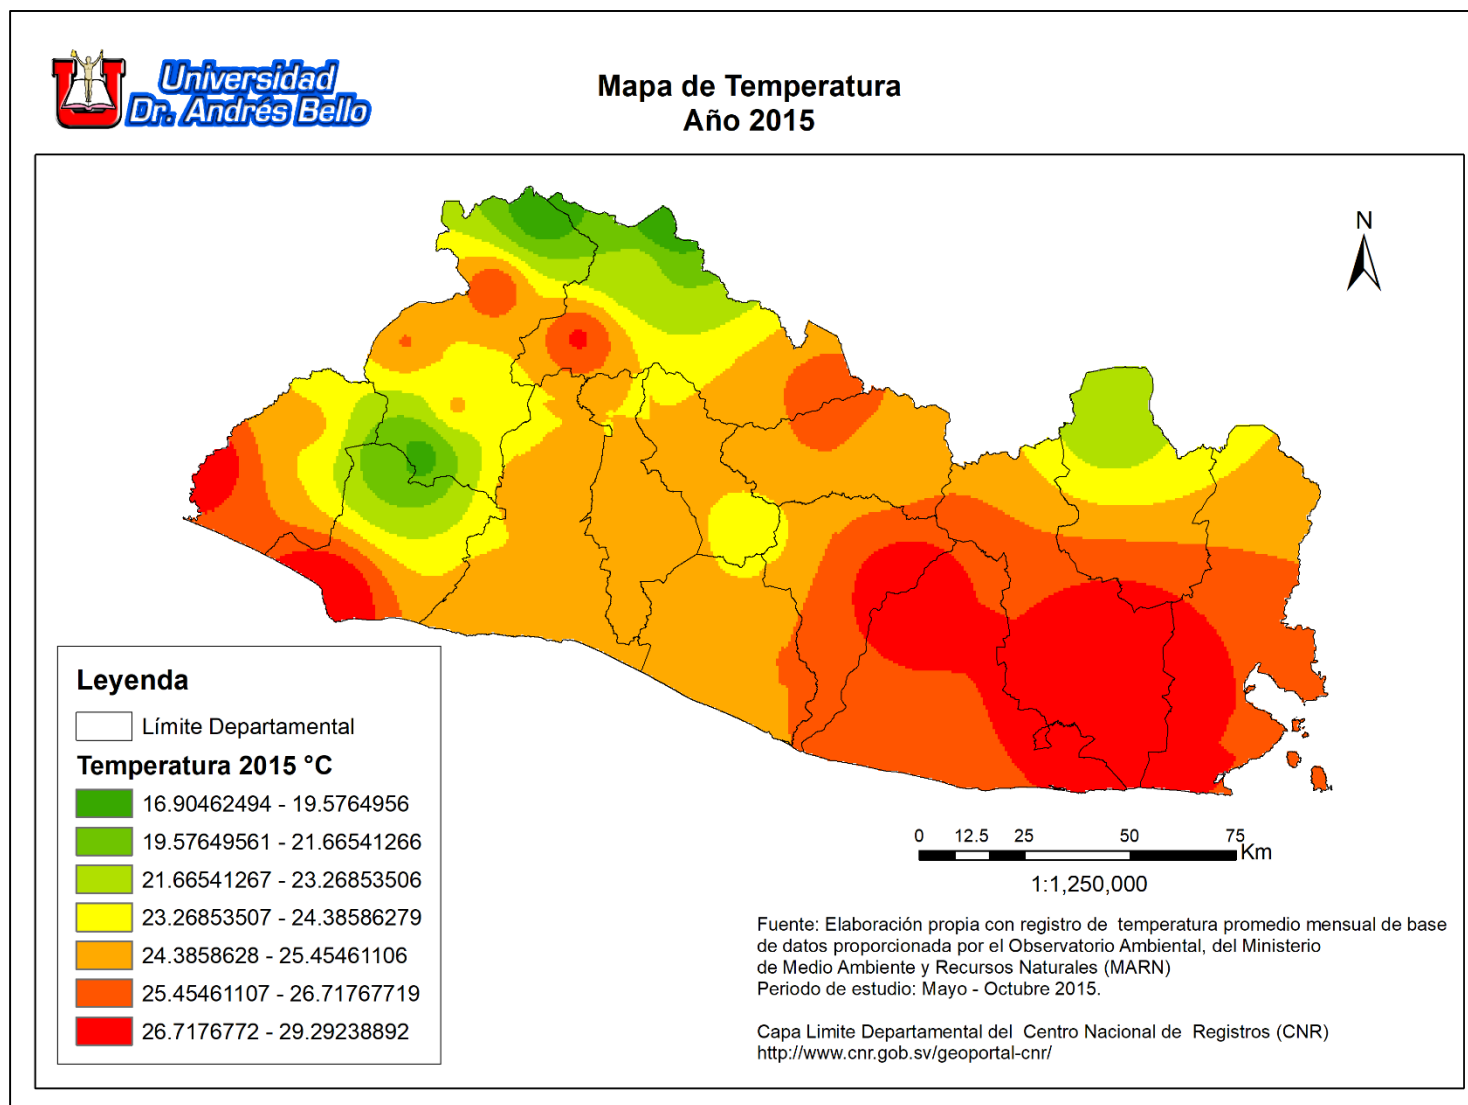 Universidad
Dr. Andrés Bello
Mapa de Temperatura
Año 2015
N
Leyenda
Límite Departamental
Temperatura 2015 °C
16.90462494 - 19.5764956
19.57649561 - 21.66541266
21.66541267 - 23.26853506
23.26853507 - 24.38586279
24.3858628 - 25.45461106
25.45461107 - 26.71767719
26.7176772 - 29.29238892
0 12.5 25 50 75
Km
1:1,250,000
Fuente: Elaboración propia con registro de temperatura promedio mensual de base
de datos proporcionada por el Observatorio Ambiental, del Ministerio
de Medio Ambiente y Recursos Naturales (MARN)
Periodo de estudio: Mayo - Octubre 2015.
Capa Limite Departamental del Centro Nacional de Registros (CNR)
http://www.cnr.gob.sv/geoportal-cnr/